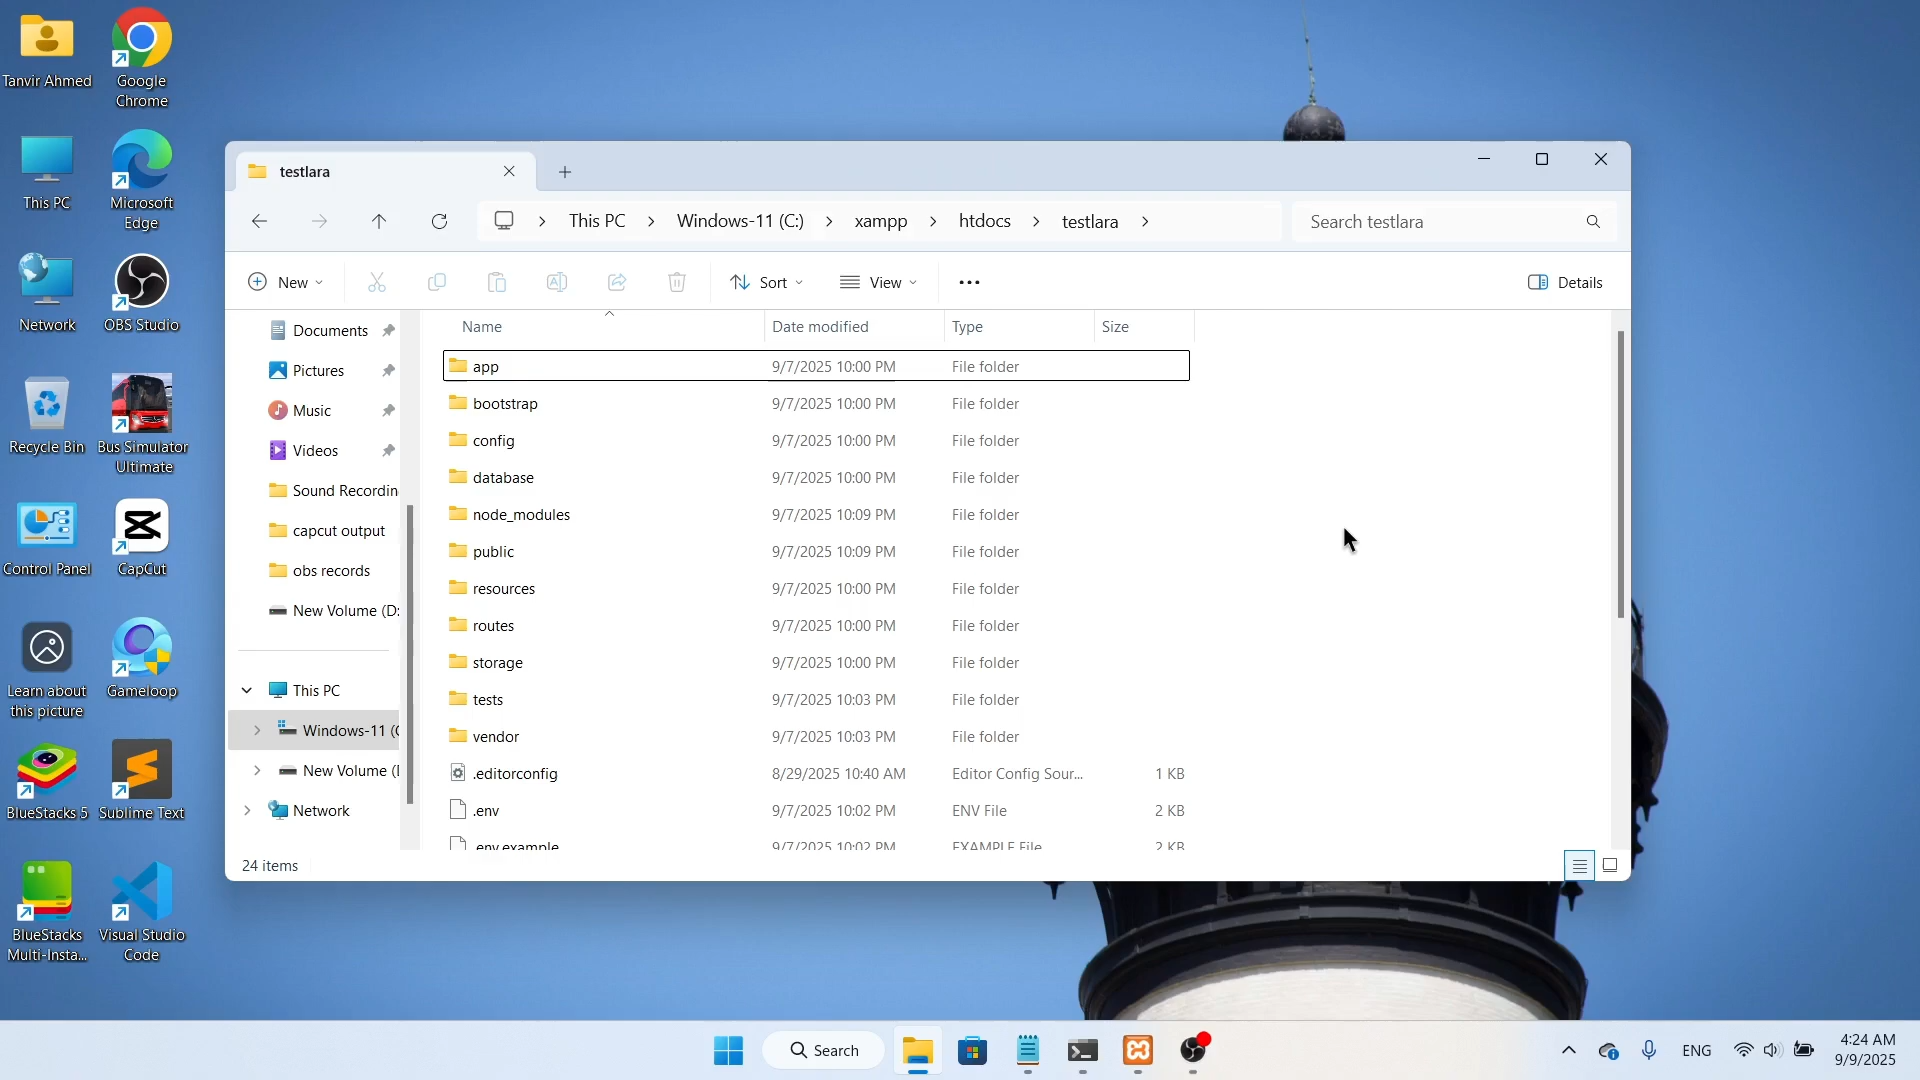 Tanvir Ahmed
Google
Chrome
This PC
Microsoft
Edge
Network
OBS Studio
Recycle Bin
Bus Simulator
Ultimate
Control Panel
CapCut
Learn about
this picture
Gameloop
BlueStacks 5
Sublime Text
BlueStacks
Multi-Insta...
Visual Studio
Code
testlara
This PC > Windows-11 (C:) > xampp > htdocs > testlara >
Search testlara
New
Sort
View
Details
Documents
Pictures
Music
Videos
Sound Recordin
capcut output
obs records
New Volume (D:
This PC
Windows-11 (C
New Volume (
Network
Name Date modified Type Size
app 9/7/2025 10:00 PM File folder
bootstrap 9/7/2025 10:00 PM File folder
config 9/7/2025 10:00 PM File folder
database 9/7/2025 10:00 PM File folder
node_modules 9/7/2025 10:09 PM File folder
public 9/7/2025 10:09 PM File folder
resources 9/7/2025 10:00 PM File folder
routes 9/7/2025 10:00 PM File folder
storage 9/7/2025 10:00 PM File folder
tests 9/7/2025 10:03 PM File folder
vendor 9/7/2025 10:03 PM File folder
.editorconfig 8/29/2025 10:40 AM Editor Config Sour... 1 KB
.env 9/7/2025 10:02 PM ENV File 2 KB
.env.example 9/7/2025 10:02 PM EXAMPLE File 2 KB
24 items
Search
ENG
4:24 AM
9/9/2025